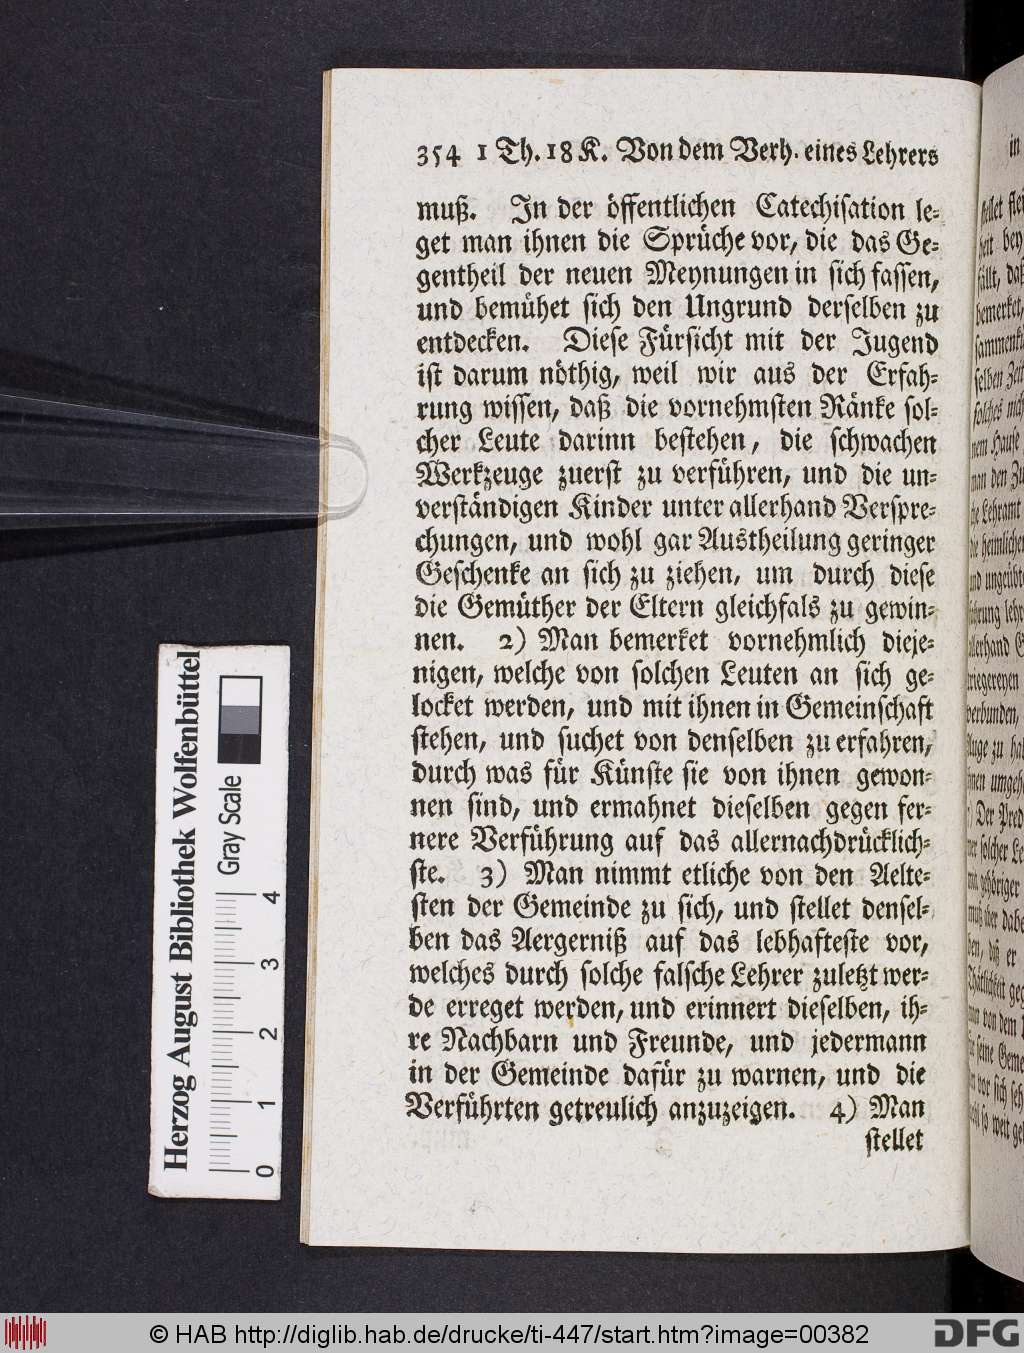 354 1 Th. 18 K. Von dem Verh. eines Lehrers
muß. In der öffentlichen Catechisation le⸗
get man ihnen die Sprüche vor, die das Ge⸗
gentheil der neuen Meynungen in sich fassen,
und bemühet sich den Ungrund derselben zu
entdecken. Diese Fürsicht mit der Jugend
ist darum nöthig, weil wir aus der Erfah⸗
rung wissen, daß die vornehmsten Ränke sol⸗
cher Leute darinn bestehen, die schwachen
Werkzeuge zuerst zu verführen, und die un⸗
verständigen Kinder unter allerhand Verspre⸗
chungen, und wohl gar Austheilung geringer
Geschenke an sich zu ziehen, um durch diese
die Gemüther der Eltern gleichfals zu gewin⸗
nen. 2) Man bemerket vornehmlich dieje⸗
nigen, welche von solchen Leuten an sich ge⸗
locket werden, und mit ihnen in Gemeinschaft
stehen, und suchet von denselben zu erfahren,
durch was für Künste sie von ihnen gewon⸗
nen sind, und ermahnet dieselben gegen fer⸗
nere Verführung auf das allernachdrücklich⸗
ste. 3) Man nimmt etliche von den Aelte⸗
sten der Gemeinde zu sich, und stellet densel⸗
ben das Aergerniß auf das lebhafteste vor,
welches durch solche falsche Lehrer zuletzt wer⸗
de erreget werden, und erinnert dieselben, ih⸗
re Nachbarn und Freunde, und jedermann
in der Gemeinde dafür zu warnen, und die
Verführten getreulich anzuzeigen. 4) Man
stellet
Herzog August Bibliothek Wolfenbüttel
Gray Scale
0 1 2 3 4
© HAB http://diglib.hab.de/drucke/ti-447/start.htm?image=00382
DFG